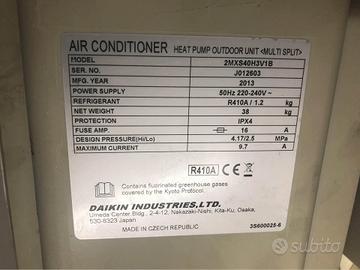 AIR CONDITIONER HEAT PUMP OUTDOOR UNIT <MULTI SPLIT>
MODEL 2MXS40H3V1B
SER. NO. J012603
MFG. YEAR 2013
POWER SUPPLY 50Hz 220-240V ~
REFRIGERANT R410A / 1.2 kg
NET WEIGHT 38 kg
PROTECTION IPX4
FUSE AMP. 16 A
DESIGN PRESSURE(Hi/Lo) 4.17/2.5 MPa
MAXIMUM CURRENT 9.7 A
R410A CE
Contains fluorinated greenhouse gases
covered by the Kyoto Protocol.
DAIKIN INDUSTRIES,LTD.
Umeda Center Bldg., 2-4-12, Nakazaki-Nishi, Kita-Ku, Osaka,
530-8323 Japan
MADE IN CZECH REPUBLIC 3S600025-6
subito